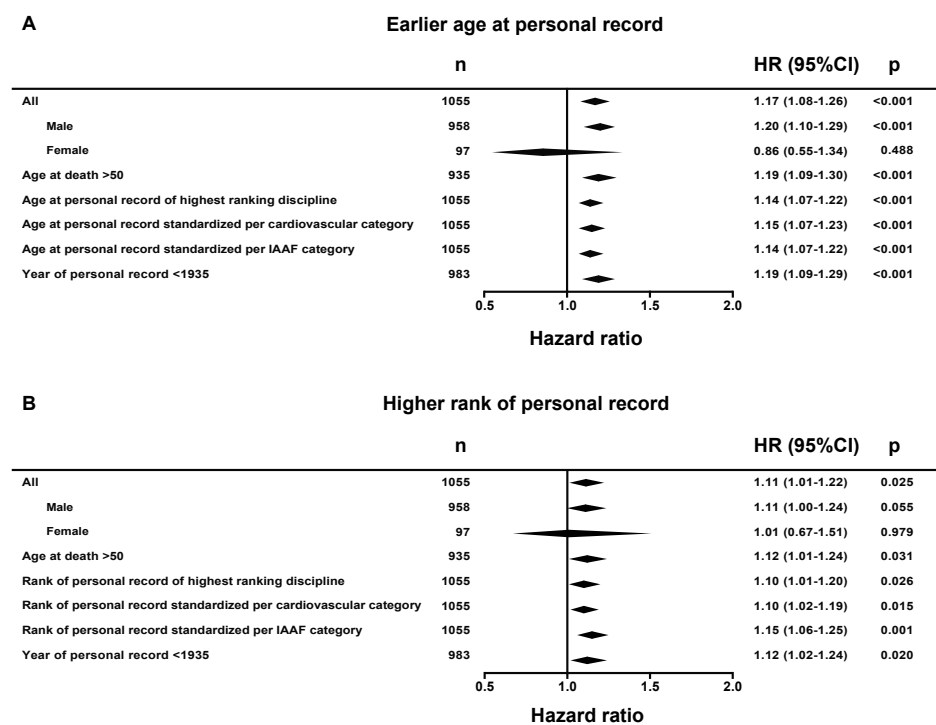 A
Earlier age at personal record
n HR (95%CI) p
All 1055 1.17 (1.08-1.26) <0.001
Male 958 1.20 (1.10-1.29) <0.001
Female 97 0.86 (0.55-1.34) 0.488
Age at death >50 935 1.19 (1.09-1.30) <0.001
Age at personal record of highest ranking discipline 1055 1.14 (1.07-1.22) <0.001
Age at personal record standardized per cardiovascular category 1055 1.15 (1.07-1.23) <0.001
Age at personal record standardized per IAAF category 1055 1.14 (1.07-1.22) <0.001
Year of personal record <1935 983 1.19 (1.09-1.29) <0.001
0.5 1.0 1.5 2.0
Hazard ratio
B
Higher rank of personal record
n HR (95%CI) p
All 1055 1.11 (1.01-1.22) 0.025
Male 958 1.11 (1.00-1.24) 0.055
Female 97 1.01 (0.67-1.51) 0.979
Age at death >50 935 1.12 (1.01-1.24) 0.031
Rank of personal record of highest ranking discipline 1055 1.10 (1.01-1.20) 0.026
Rank of personal record standardized per cardiovascular category 1055 1.10 (1.02-1.19) 0.015
Rank of personal record standardized per IAAF category 1055 1.15 (1.06-1.25) 0.001
Year of personal record <1935 983 1.12 (1.02-1.24) 0.020
0.5 1.0 1.5 2.0
Hazard ratio